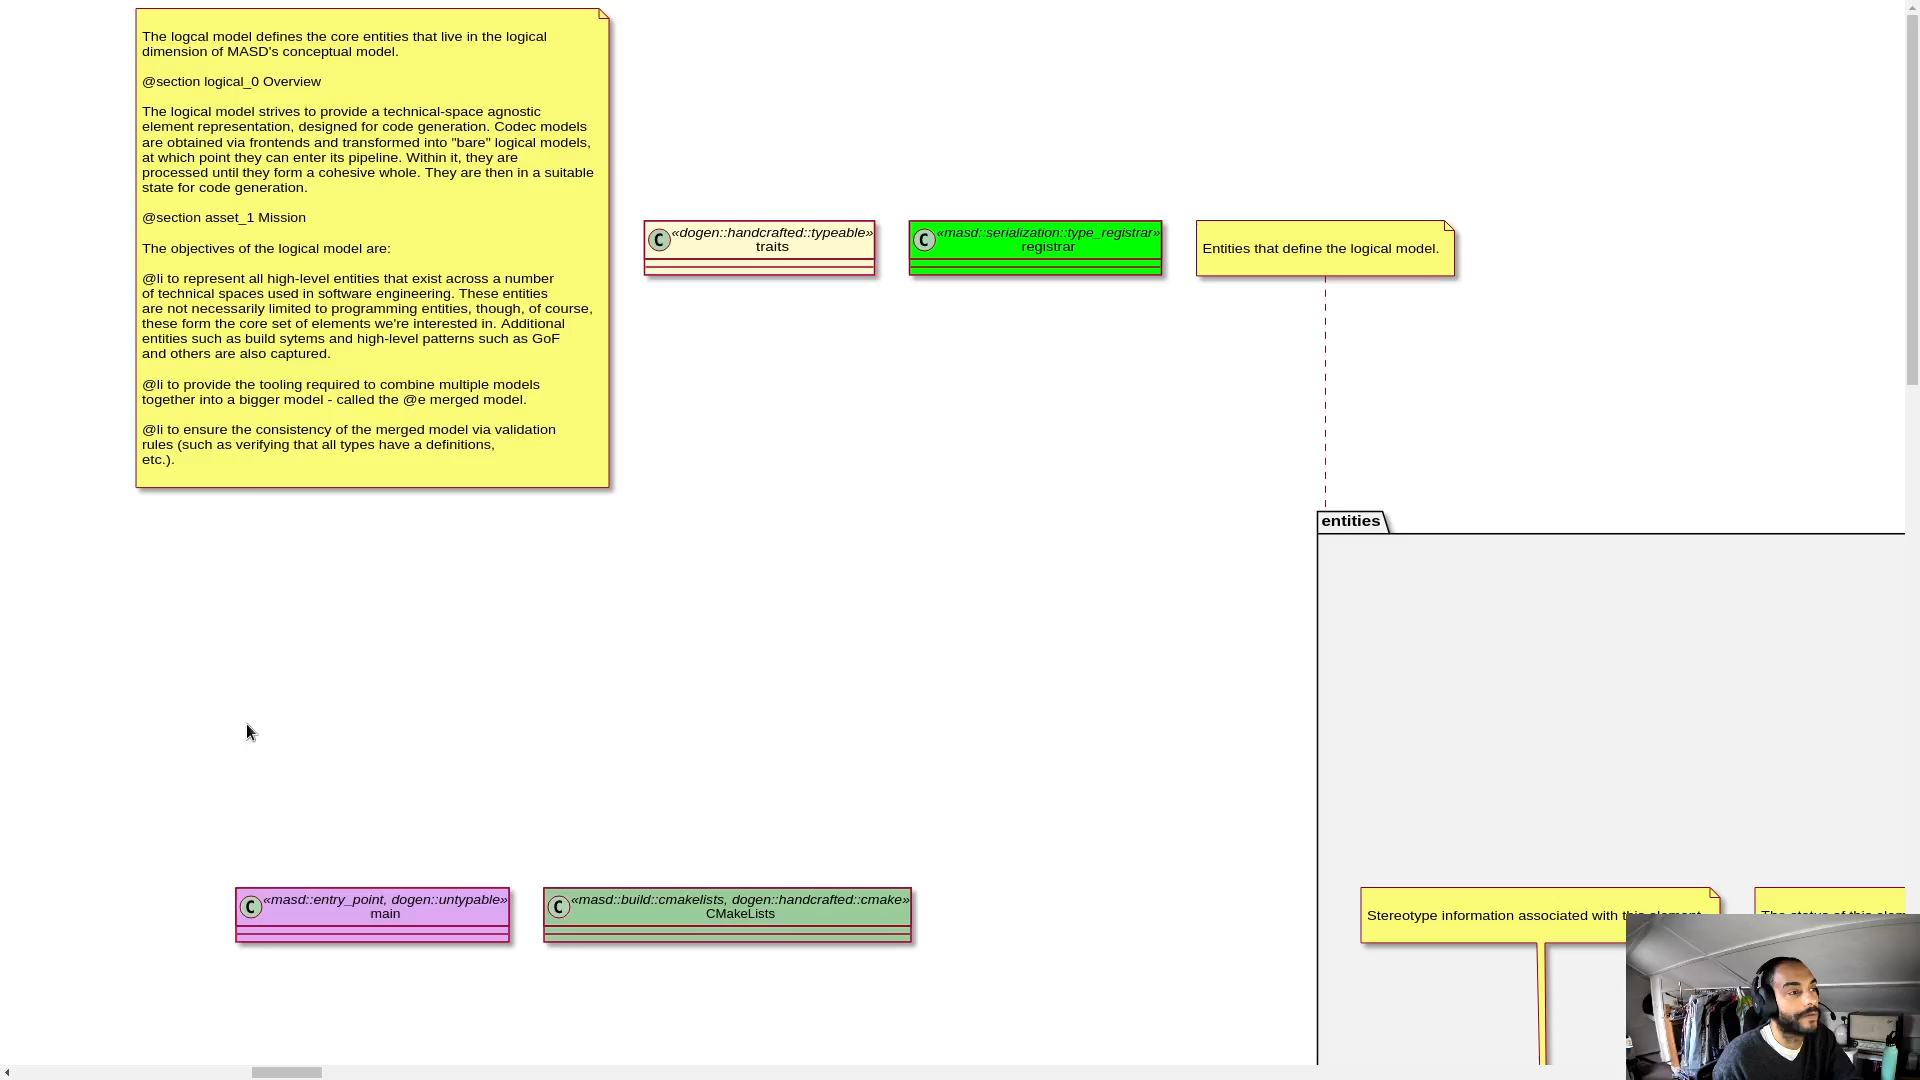 The logcal model defines the core entities that live in the logical
dimension of MASD's conceptual model.
@section logical_0 Overview
The logical model strives to provide a technical-space agnostic
element representation, designed for code generation. Codec models
are obtained via frontends and transformed into "bare" logical models,
at which point they can enter its pipeline. Within it, they are
processed until they form a cohesive whole. They are then in a suitable
state for code generation.
@section asset_1 Mission
The objectives of the logical model are:
@li to represent all high-level entities that exist across a number
of technical spaces used in software engineering. These entities
are not necessarily limited to programming entities, though, of course,
these form the core set of elements we're interested in. Additional
entities such as build sytems and high-level patterns such as GoF
and others are also captured.
@li to provide the tooling required to combine multiple models
together into a bigger model - called the @e merged model.
@li to ensure the consistency of the merged model via validation
rules (such as verifying that all types have a definitions,
etc.).
C «dogen::handcrafted::typeable»
traits
C «masd::serialization::type_registrar»
registrar
Entities that define the logical model.
entities
C «masd::entry_point, dogen::untypable»
main
C «masd::build::cmakelists, dogen::handcrafted::cmake»
CMakeLists
Stereotype information associated with this element.
The status of this elem